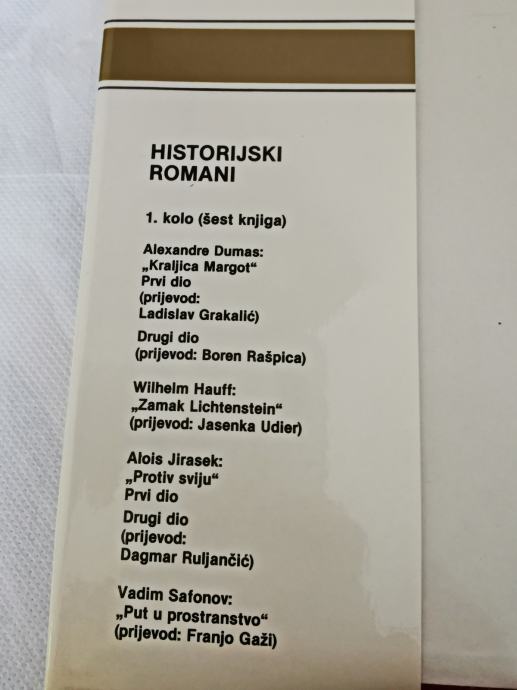 HISTORIJSKI
ROMANI
1. kolo (šest knjiga)
Alexandre Dumas:
„Kraljica Margot“
Prvi dio
(prijevod:
Ladislav Grakalić)
Drugi dio
(prijevod: Boren Rašpica)
Wilhelm Hauff:
„Zamak Lichtenstein“
(prijevod: Jasenka Udier)
Alois Jirasek:
„Protiv sviju“
Prvi dio
Drugi dio
(prijevod:
Dagmar Ruljančić)
Vadim Safonov:
„Put u prostranstvo“
(prijevod: Franjo Gaži)